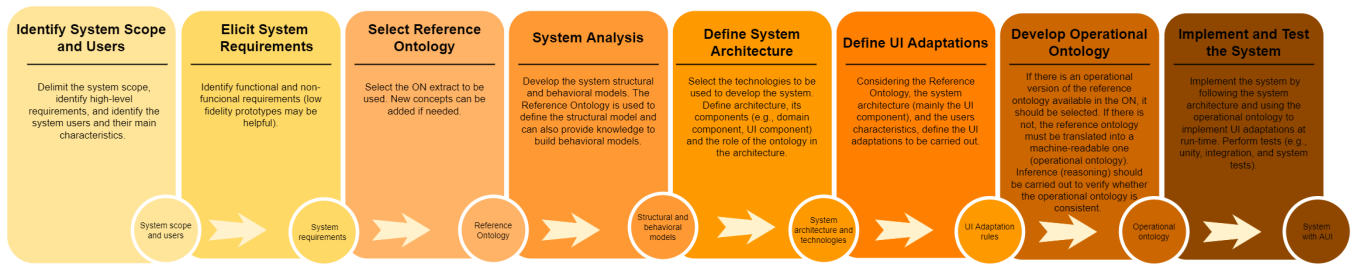 Identify System Scope
and Users
Delimit the system scope,
identify high-level
requirements, and identify the
system users and their main
characteristics.
System scope
and users
Elicit System
Requirements
Identify functional and non-
funcional requirements (low
fidelity prototypes may be
helpful).
System
requirements
Select Reference
Ontology
Select the ON extract to be
used. New concepts can be
added if needed.
Reference
Ontology
System Analysis
Develop the system structural
and behavioral models. The
Reference Ontology is used to
define the structural model and
can also provide knowledge to
build behavioral models.
Structural and
behavioral
models
Define System
Architecture
Select the technologies to be
used to develop the system.
Define architecture, its
components (e.g., domain
component, UI component)
and the role of the ontology in
the architecture.
System
architecture and
technologies
Define UI Adaptations
Considering the Reference
Ontology, the system
architecture (mainly the UI
component), and the users
characteristics, define the UI
adaptations to be carried out.
UI Adaptation
rules
Develop Operational
Ontology
If there is an operational
version of the reference
ontology available in the ON, it
should be selected. If there is
not, the reference ontology
must be translated into a
machine-readable one
(operational ontology).
Inference (reasoning) should
be carried out to verify whether
the operational ontology is
consistent.
Operational
ontology
Implement and Test
the System
Implement the system by
following the system
architecture and using the
operational ontology to
implement UI adaptations at
run-time. Perform tests (e.g.,
unity, integration, and system
tests).
System
with AUI